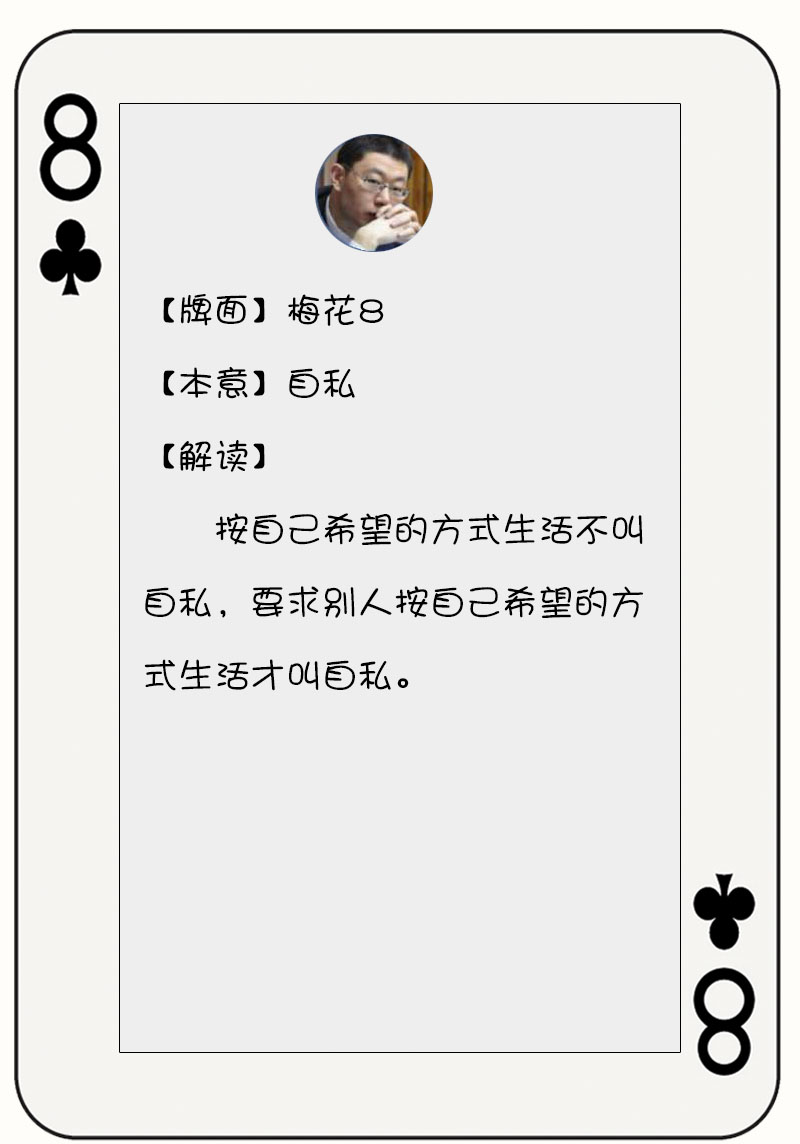 8
【牌面】梅花8
【本意】自私
【解读】
按自己希望的方式生活不叫
自私，要求别人按自己希望的方
式生活才叫自私。
8